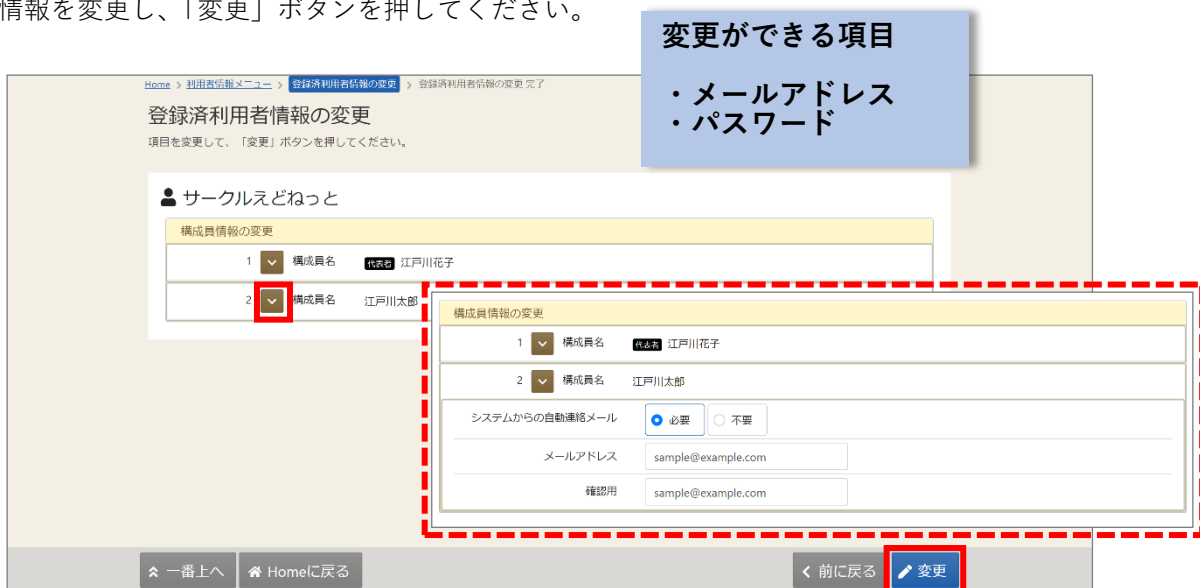 情報を変更し、「変更」ボタンを押してください。
変更ができる項目
・メールアドレス
・パスワード
Home > 利用者情報メニュー > 登録済利用者情報の変更 > 登録済利用者情報の変更 完了
登録済利用者情報の変更
項目を変更して、「変更」ボタンを押してください。
サークルえどねっと
構成員情報の変更
1 構成員名 代表者 江戸川花子
2 構成員名 江戸川太郎
構成員情報の変更
1 構成員名 代表者 江戸川花子
2 構成員名 江戸川太郎
システムからの自動連絡メール 必要 不要
メールアドレス sample@example.com
確認用 sample@example.com
一番上へ Homeに戻る 前に戻る 変更